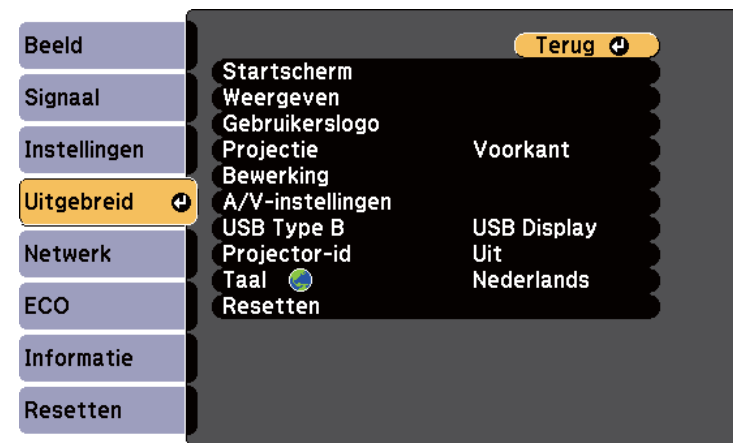 Beeld
Signaal
Instellingen
Uitgebreid
Netwerk
ECO
Informatie
Resetten
Terug
Startscherm
Weergeven
Gebruikerslogo
Projectie Voorkant
Bewerking
A/V-instellingen
USB Type B USB Display
Projector-id Uit
Taal Nederlands
Resetten